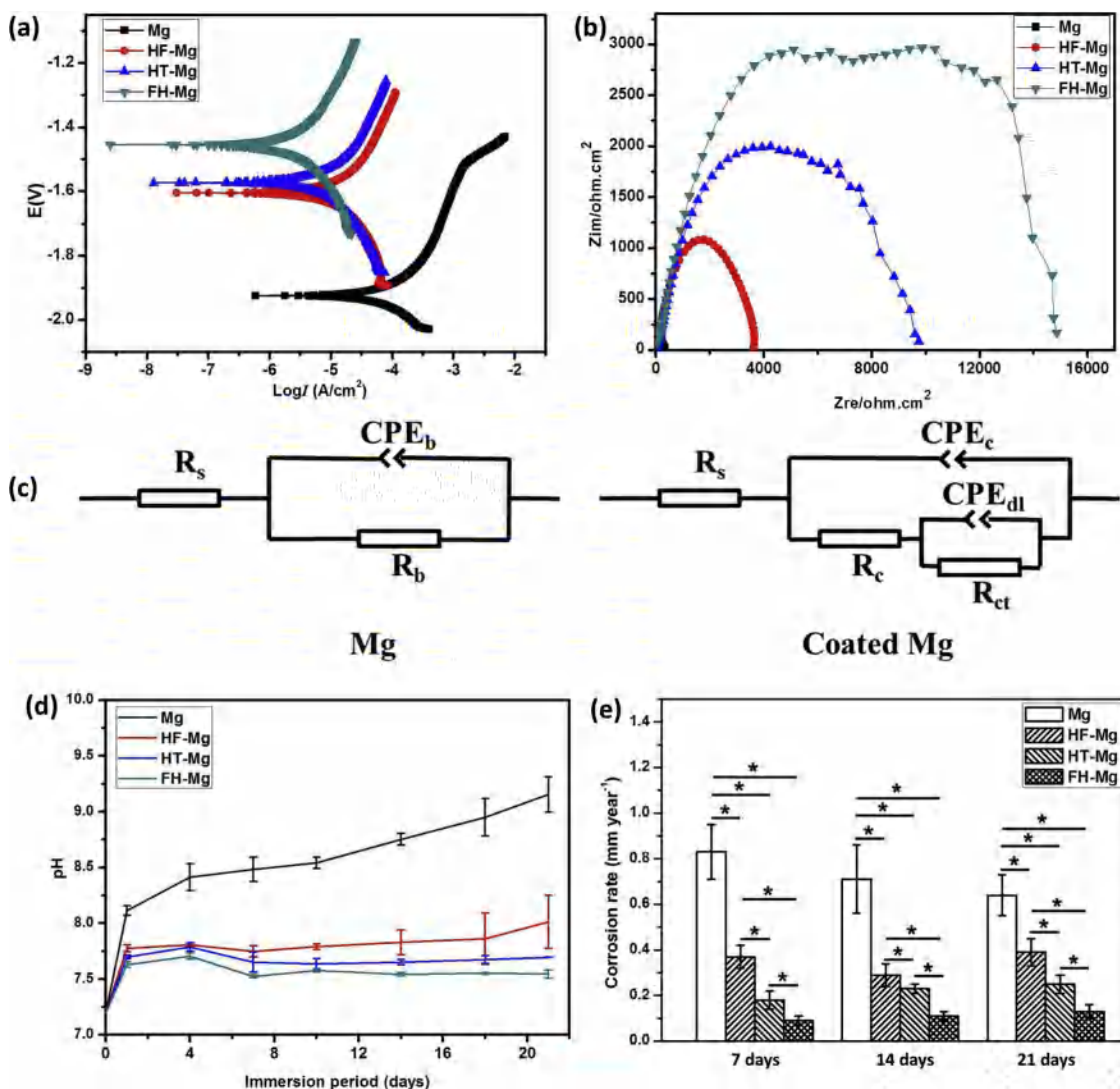 (a)
Mg
HF-Mg
HT-Mg
FH-Mg
E(V)
-1.2
-1.4
-1.6
-1.8
-2.0
-9 -8 -7 -6 -5 -4 -3 -2 -1
LogI (A/cm²)
(b)
Mg
HF-Mg
HT-Mg
FH-Mg
Zim/ohm.cm²
3000
2500
2000
1500
1000
500
0
0 4000 8000 12000 16000
Zre/ohm.cm²
(c)
Rs
CPEb
Rb
Mg
Rs
CPEc
CPEdl
Rc
Rct
Coated Mg
(d)
Mg
HF-Mg
HT-Mg
FH-Mg
pH
10.0
9.5
9.0
8.5
8.0
7.5
7.0
0 4 8 12 16 20
Immersion period (days)
(e)
Mg
HF-Mg
HT-Mg
FH-Mg
Corrosion rate (mm year⁻¹)
1.4
1.2
1.0
0.8
0.6
0.4
0.2
0.0
* * * * * *
* * * * * *
* * * * * *
7 days 14 days 21 days